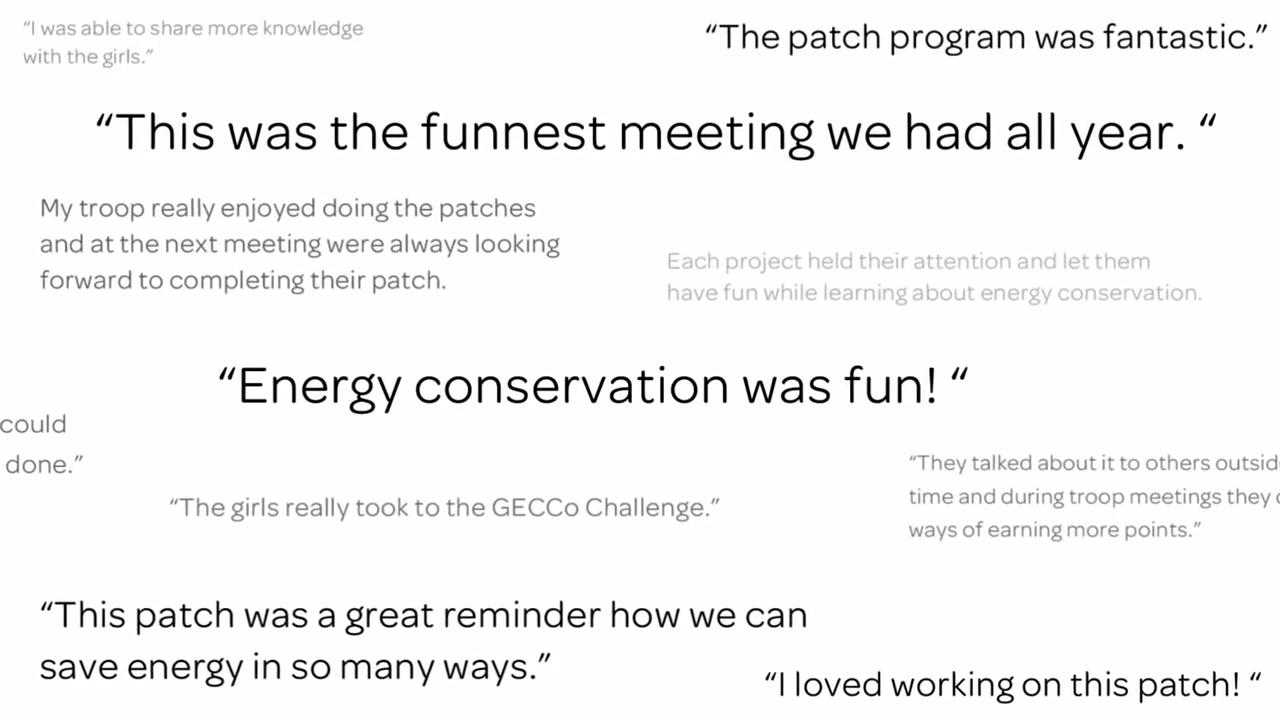 “I was able to share more knowledge
with the girls.”
“The patch program was fantastic.”
“This was the funnest meeting we had all year. “
My troop really enjoyed doing the patches
and at the next meeting were always looking
forward to completing their patch.
Each project held their attention and let them
have fun while learning about energy conservation.
“Energy conservation was fun! “
could
done.”
“The girls really took to the GECCo Challenge.”
“They talked about it to others
time and during troop meetings they
ways of earning more points.”
“This patch was a great reminder how we can
save energy in so many ways.”
“I loved working on this patch! “